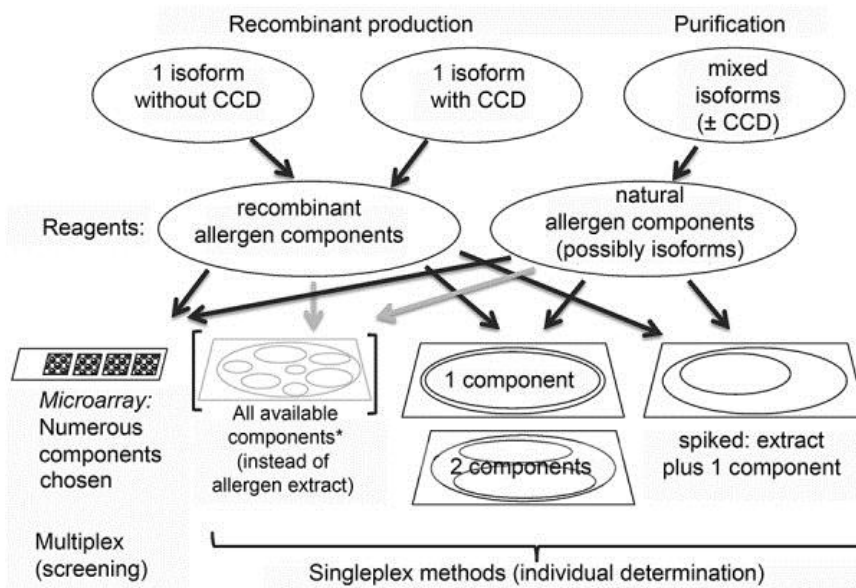 Recombinant production
Purification
1 isoform
without CCD
1 isoform
with CCD
mixed
isoforms
(± CCD)
Reagents:
recombinant
allergen components
natural
allergen components
(possibly isoforms)
Microarray:
Numerous
components
chosen
All available
components*
(instead of
allergen extract)
1 component
2 components
spiked: extract
plus 1 component
Multiplex
(screening)
Singleplex methods (individual determination)